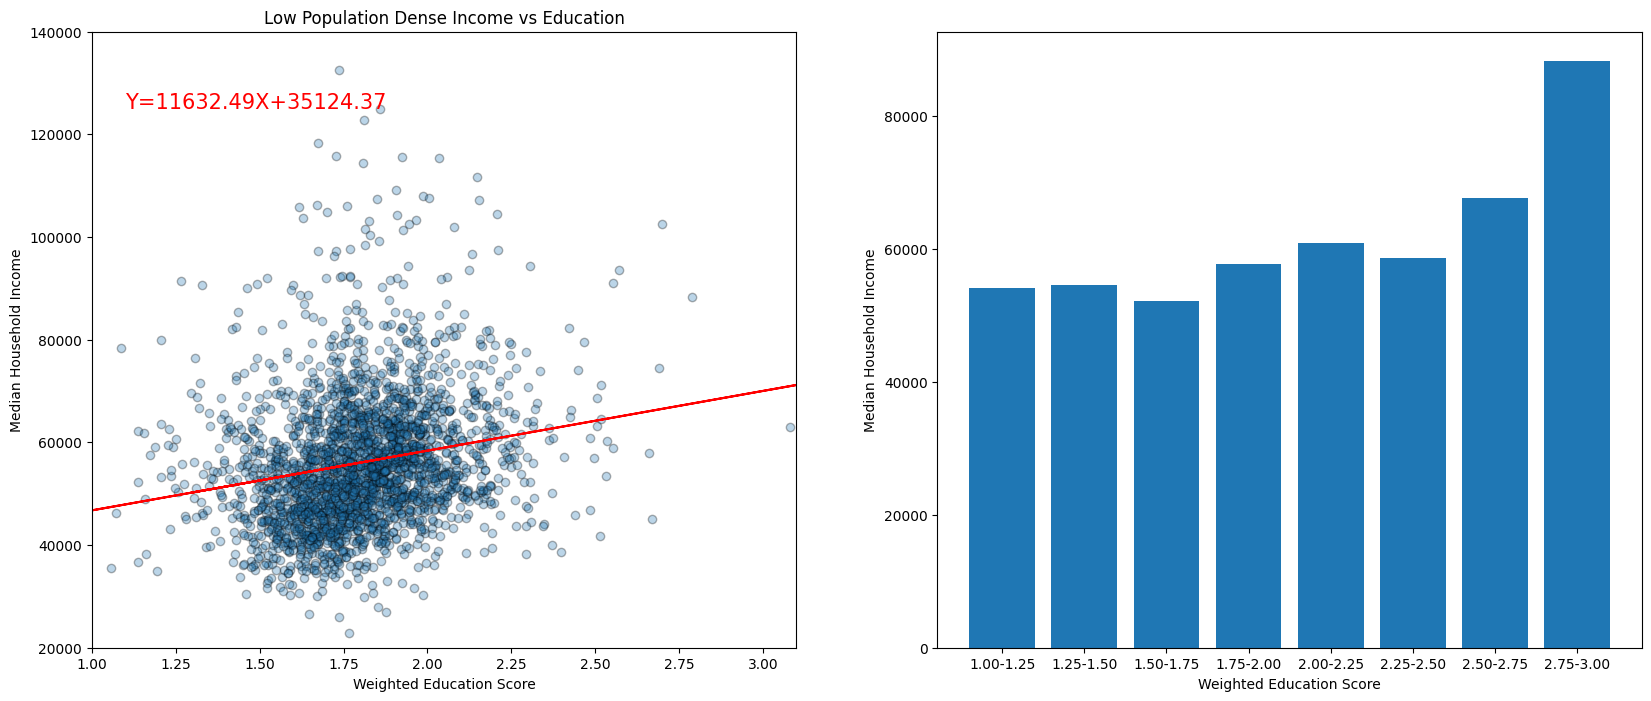 Low Population Dense Income vs Education
Y=11632.49X+35124.37
Median Household Income
140000
120000
100000
80000
60000
40000
20000
1.00 1.25 1.50 1.75 2.00 2.25 2.50 2.75 3.00
Weighted Education Score
Median Household Income
80000
60000
40000
20000
0
1.00-1.25 1.25-1.50 1.50-1.75 1.75-2.00 2.00-2.25 2.25-2.50 2.50-2.75 2.75-3.00
Weighted Education Score